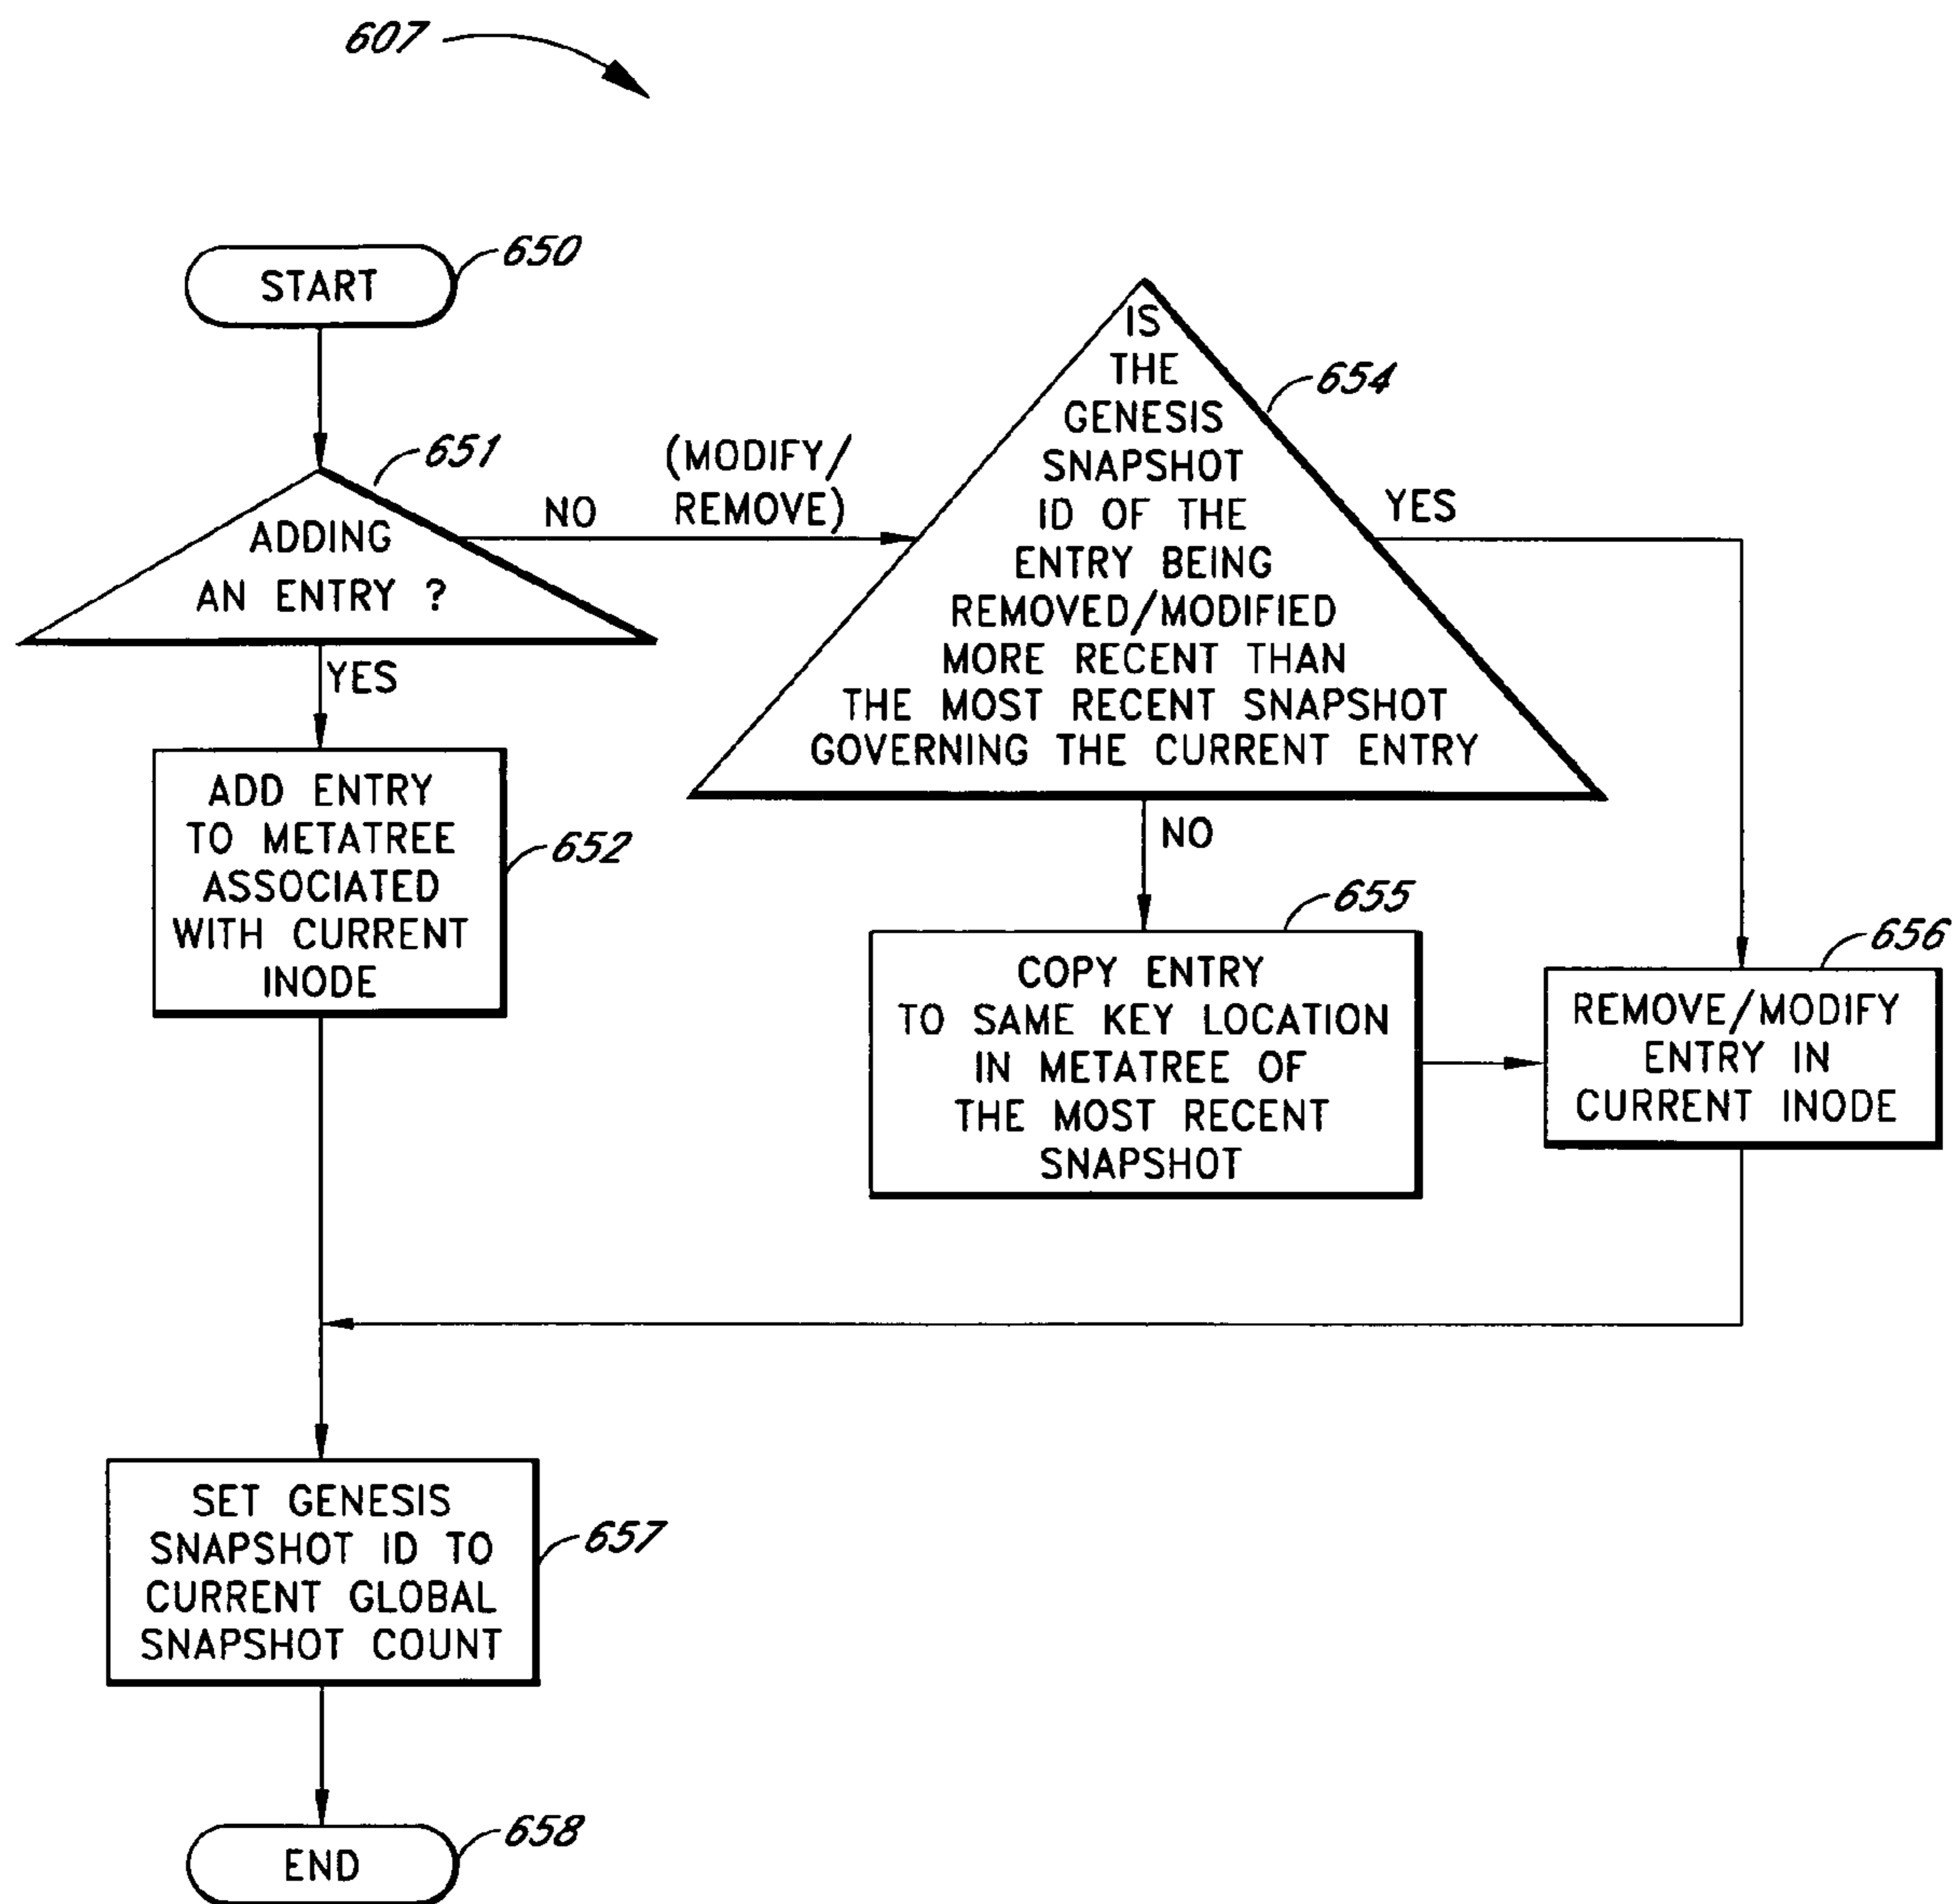 607
START
650
651
ADDING
AN ENTRY ?
NO
(MODIFY/
REMOVE)
YES
IS
THE
GENESIS
SNAPSHOT
ID OF THE
ENTRY BEING
REMOVED/MODIFIED
MORE RECENT THAN
THE MOST RECENT SNAPSHOT
GOVERNING THE CURRENT ENTRY
654
YES
NO
ADD ENTRY
TO METATREE
ASSOCIATED
WITH CURRENT
INODE
652
COPY ENTRY
TO SAME KEY LOCATION
IN METATREE OF
THE MOST RECENT
SNAPSHOT
655
REMOVE/MODIFY
ENTRY IN
CURRENT INODE
656
SET GENESIS
SNAPSHOT ID TO
CURRENT GLOBAL
SNAPSHOT COUNT
657
END
658